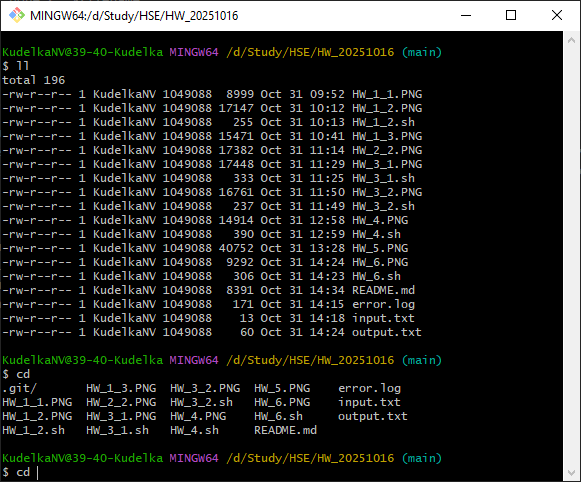 MINGW64:/d/Study/HSE/HW_20251016
KudelkaNV@39-40-Kudelka MINGW64 /d/Study/HSE/HW_20251016 (main)
$ ll
total 196
-rw-r--r-- 1 KudelkaNV 1049088  8999 Oct 31 09:52 HW_1_1.PNG
-rw-r--r-- 1 KudelkaNV 1049088 17147 Oct 31 10:12 HW_1_2.PNG
-rw-r--r-- 1 KudelkaNV 1049088   255 Oct 31 10:13 HW_1_2.sh
-rw-r--r-- 1 KudelkaNV 1049088 15471 Oct 31 10:41 HW_1_3.PNG
-rw-r--r-- 1 KudelkaNV 1049088 17382 Oct 31 11:14 HW_2_2.PNG
-rw-r--r-- 1 KudelkaNV 1049088 17448 Oct 31 11:29 HW_3_1.PNG
-rw-r--r-- 1 KudelkaNV 1049088   333 Oct 31 11:25 HW_3_1.sh
-rw-r--r-- 1 KudelkaNV 1049088 16761 Oct 31 11:50 HW_3_2.PNG
-rw-r--r-- 1 KudelkaNV 1049088   237 Oct 31 11:49 HW_3_2.sh
-rw-r--r-- 1 KudelkaNV 1049088 14914 Oct 31 12:58 HW_4.PNG
-rw-r--r-- 1 KudelkaNV 1049088   390 Oct 31 12:59 HW_4.sh
-rw-r--r-- 1 KudelkaNV 1049088 40752 Oct 31 13:28 HW_5.PNG
-rw-r--r-- 1 KudelkaNV 1049088  9292 Oct 31 14:24 HW_6.PNG
-rw-r--r-- 1 KudelkaNV 1049088   306 Oct 31 14:23 HW_6.sh
-rw-r--r-- 1 KudelkaNV 1049088  8391 Oct 31 14:34 README.md
-rw-r--r-- 1 KudelkaNV 1049088   171 Oct 31 14:15 error.log
-rw-r--r-- 1 KudelkaNV 1049088    13 Oct 31 14:18 input.txt
-rw-r--r-- 1 KudelkaNV 1049088    60 Oct 31 14:24 output.txt
KudelkaNV@39-40-Kudelka MINGW64 /d/Study/HSE/HW_20251016 (main)
$ cd
.git/       HW_1_3.PNG  HW_3_2.PNG  HW_5.PNG    error.log
HW_1_1.PNG  HW_2_2.PNG  HW_3_2.sh   HW_6.PNG    input.txt
HW_1_2.PNG  HW_3_1.PNG  HW_4.PNG    HW_6.sh     output.txt
HW_1_2.sh   HW_3_1.sh   HW_4.sh     README.md
KudelkaNV@39-40-Kudelka MINGW64 /d/Study/HSE/HW_20251016 (main)
$ cd